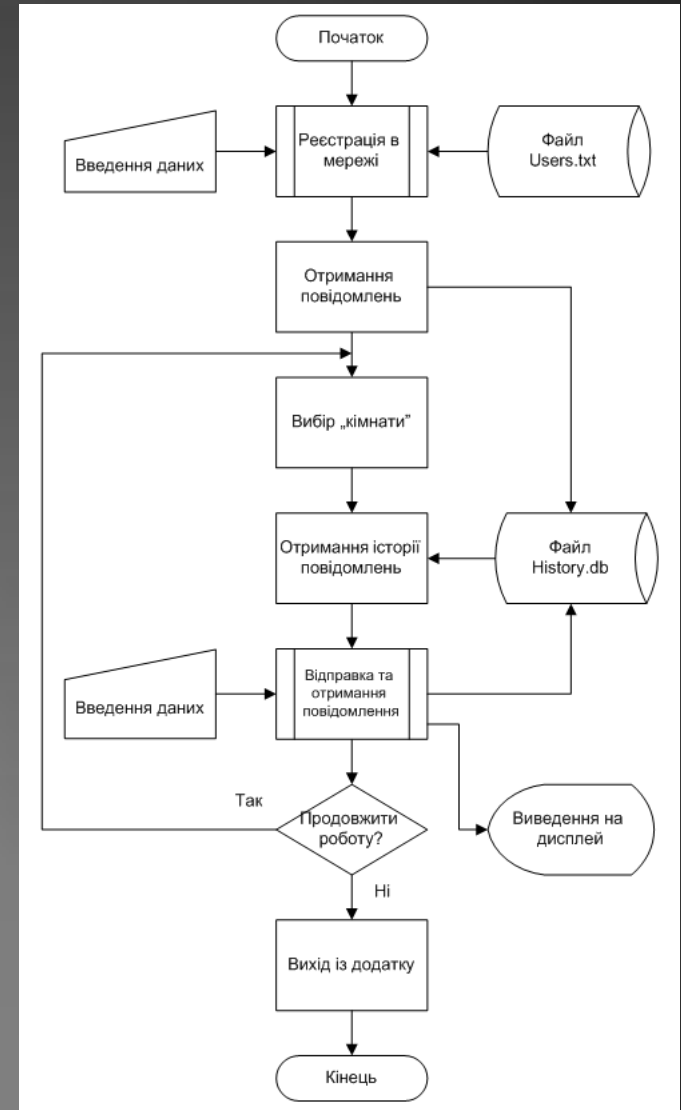 Початок
Введення даних
Реєстрація в
мережі
Файл
Users.txt
Отримання
повідомлень
Вибір „кімнати”
Отримання історії
повідомлень
Файл
History.db
Введення даних
Відправка та
отримання
повідомлення
Так
Продовжити
роботу?
Виведення на
дисплей
Ні
Вихід із додатку
Кінець